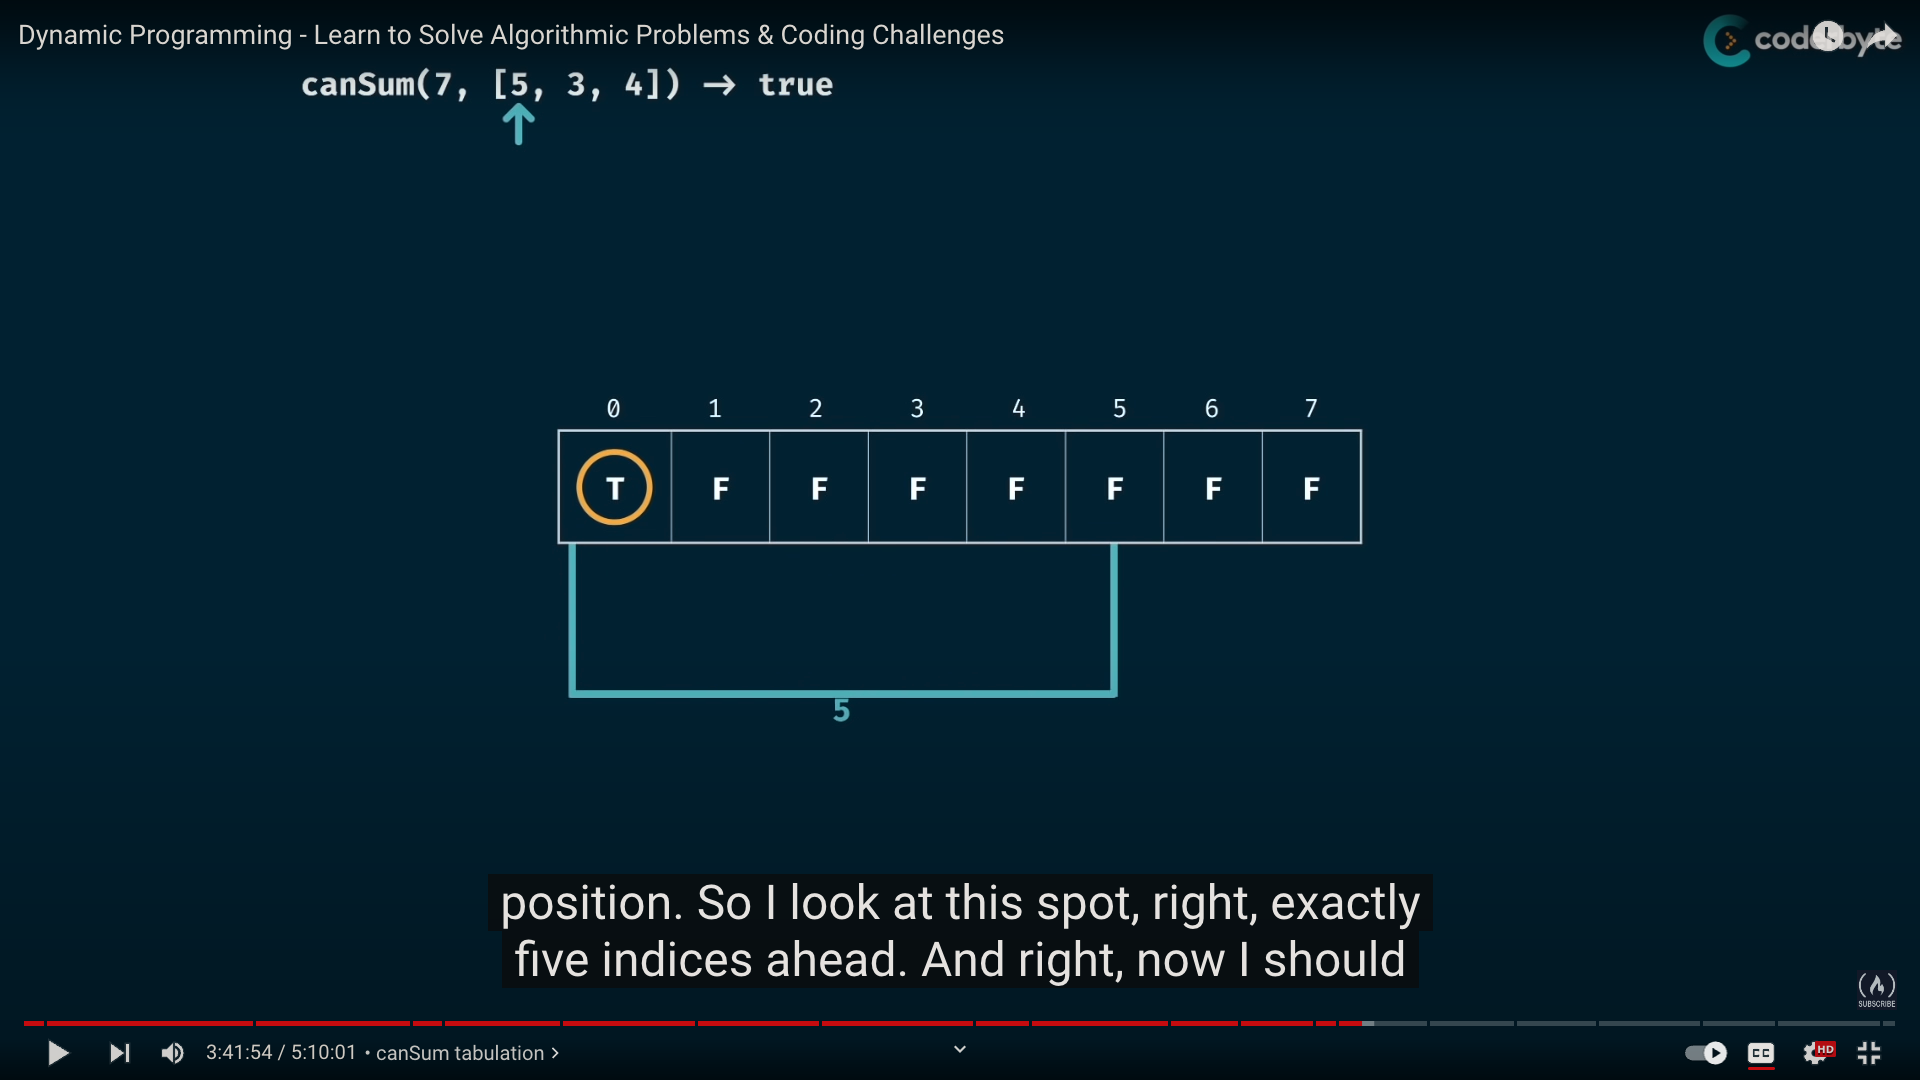 Dynamic Programming - Learn to Solve Algorithmic Problems & Coding Challenges
coderbyte
canSum(7, [5, 3, 4]) → true
0 1 2 3 4 5 6 7
T F F F F F F F
5
position. So I look at this spot, right, exactly
five indices ahead. And right, now I should
SUBSCRIBE
3:41:54 / 5:10:01 • canSum tabulation >
CC
HD